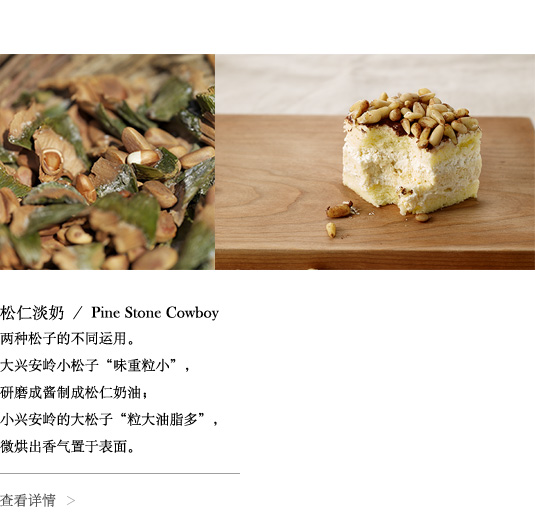 松仁淡奶 / Pine Stone Cowboy
两种松子的不同运用。
大兴安岭小松子“味重粒小”，
研磨成酱制成松仁奶油；
小兴安岭的大松子“粒大油脂多”，
微烘出香气置于表面。
查看详情 >